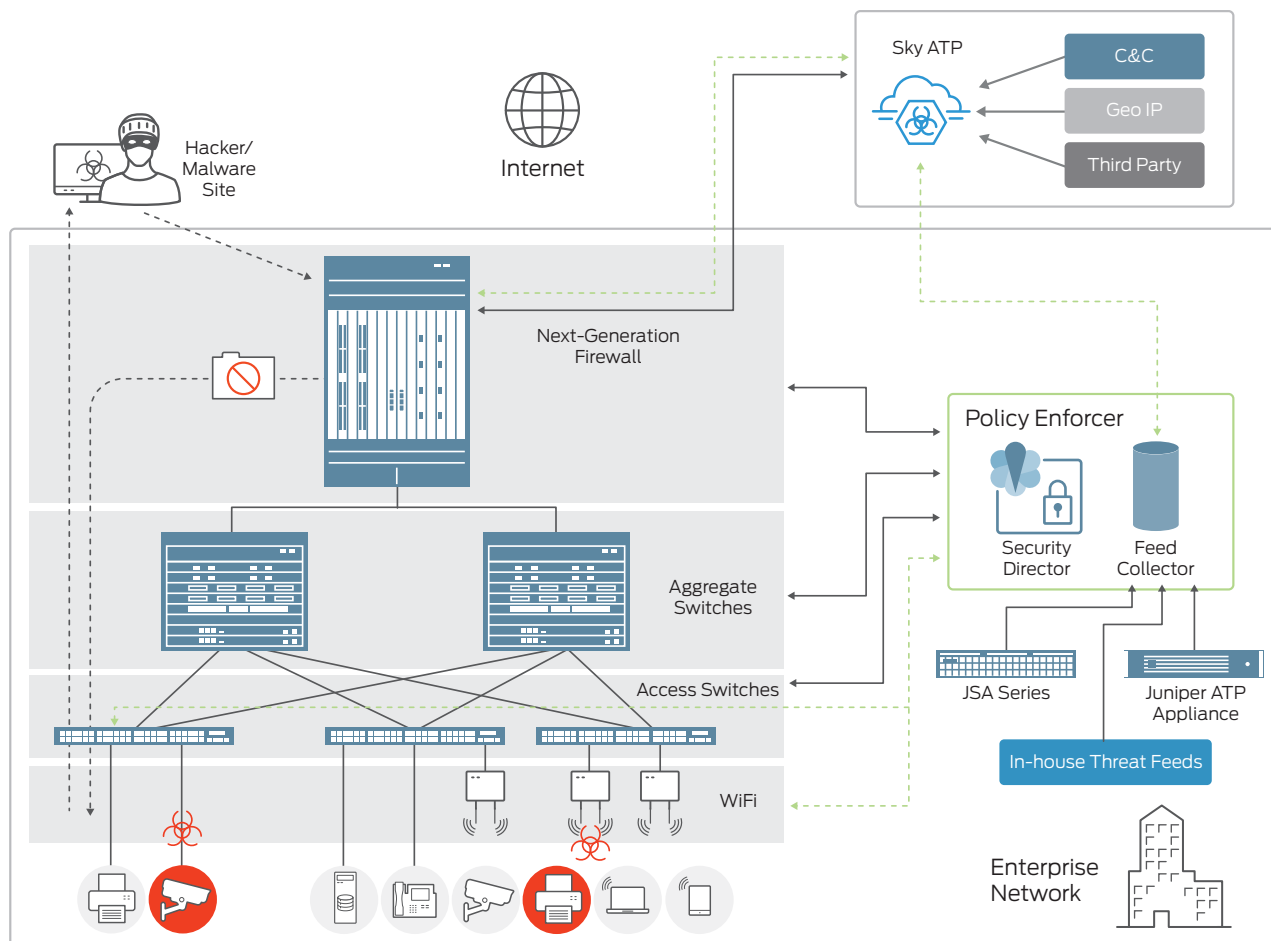 Sky ATP
C&C
Geo IP
Third Party
Internet
Hacker/
Malware
Site
Next-Generation
Firewall
Policy Enforcer
Security
Director
Feed
Collector
Aggregate
Switches
Access Switches
JSA Series
Juniper ATP
Appliance
In-house Threat Feeds
WiFi
Enterprise
Network